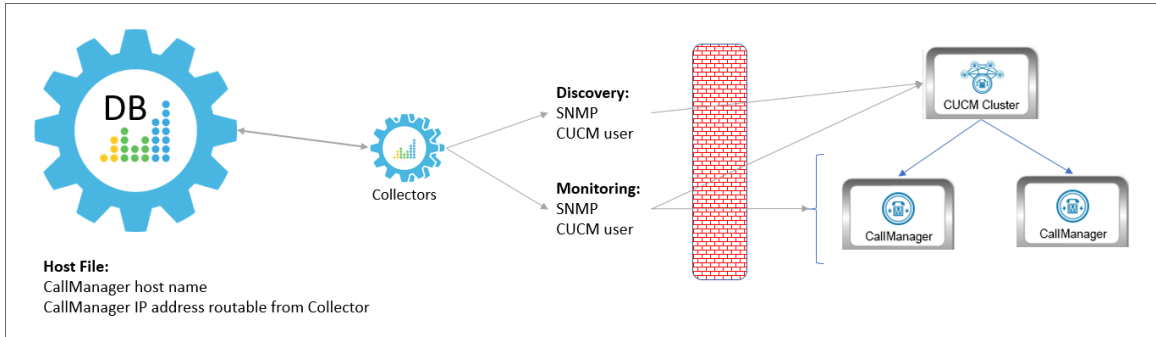 DB
Collectors
Discovery:
SNMP
CUCM user
Monitoring:
SNMP
CUCM user
CUCM Cluster
CallManager
CallManager
Host File:
CallManager host name
CallManager IP address routable from Collector